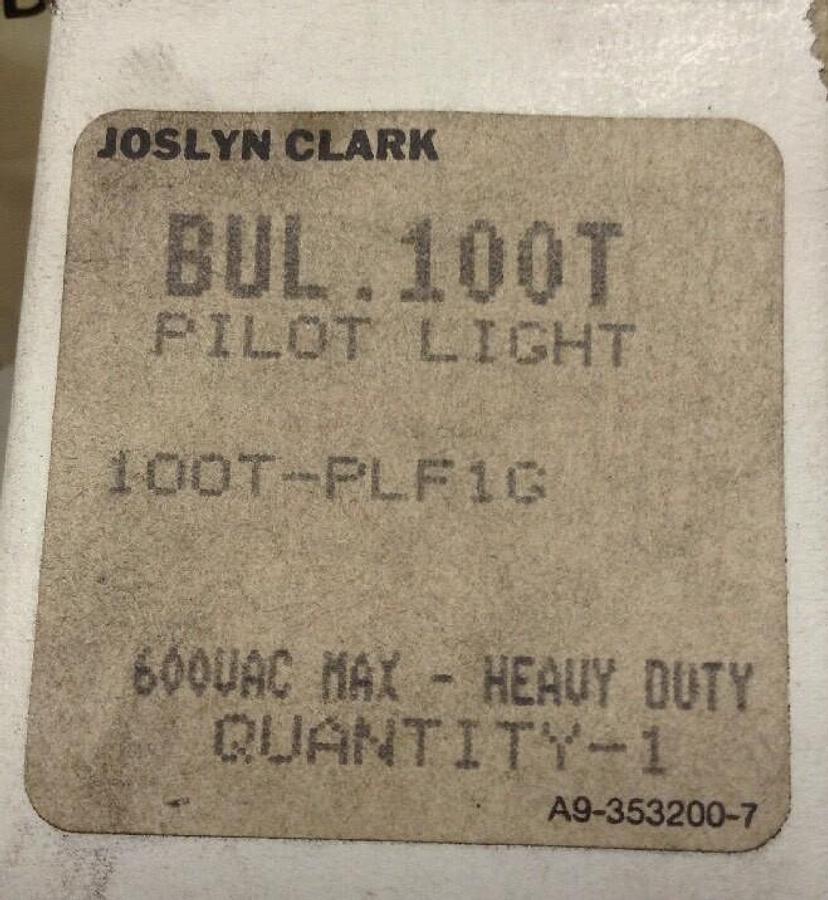 JOSLYN CLARK
BUL.100T
PILOT LIGHT
100T-PLF1G
600VAC MAX - HEAVY DUTY
QUANTITY-1
A9-353200-7